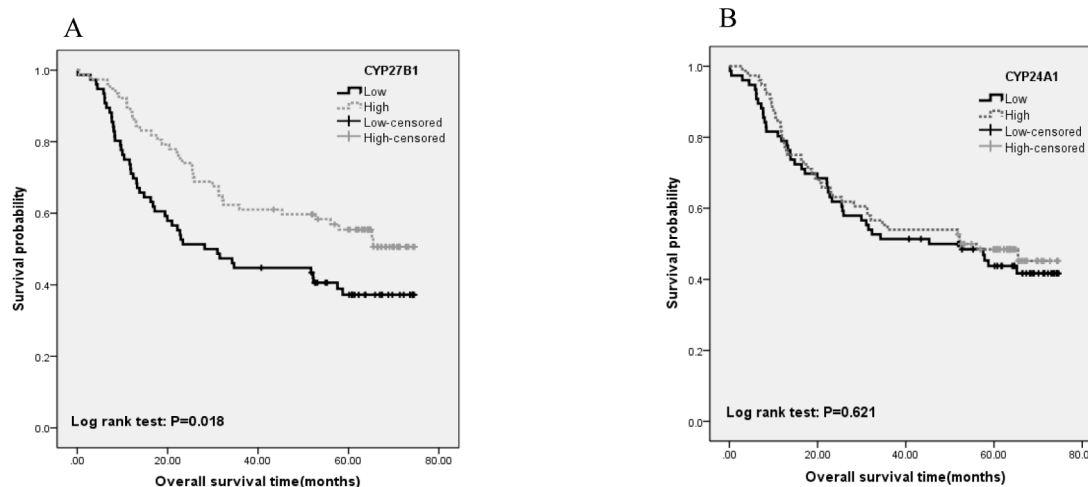 A
CYP27B1
Low
High
Low-censored
High-censored
1.0
0.8
0.6
0.4
0.2
0.0
Survival probability
Log rank test: P=0.018
.00 20.00 40.00 60.00 80.00
Overall survival time(months)
B
CYP24A1
Low
High
Low-censored
High-censored
1.0
0.8
0.6
0.4
0.2
0.0
Survival probability
Log rank test: P=0.621
.00 20.00 40.00 60.00 80.0
Overall survival time(months)